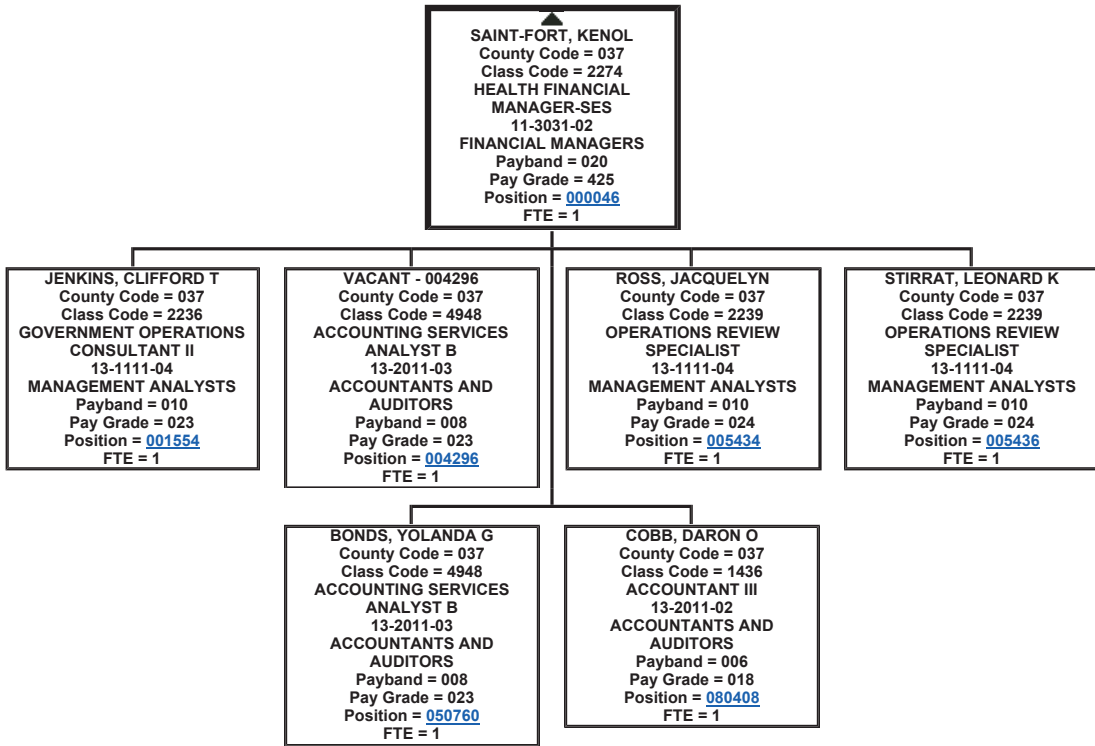 SAINT-FORT, KENOL
County Code = 037
Class Code = 2274
HEALTH FINANCIAL
MANAGER-SES
11-3031-02
FINANCIAL MANAGERS
Payband = 020
Pay Grade = 425
Position = 000046
FTE = 1
JENKINS, CLIFFORD T
County Code = 037
Class Code = 2236
GOVERNMENT OPERATIONS
CONSULTANT II
13-1111-04
MANAGEMENT ANALYSTS
Payband = 010
Pay Grade = 023
Position = 001554
FTE = 1
VACANT - 004296
County Code = 037
Class Code = 4948
ACCOUNTING SERVICES
ANALYST B
13-2011-03
ACCOUNTANTS AND
AUDITORS
Payband = 008
Pay Grade = 023
Position = 004296
FTE = 1
ROSS, JACQUELYN
County Code = 037
Class Code = 2239
OPERATIONS REVIEW
SPECIALIST
13-1111-04
MANAGEMENT ANALYSTS
Payband = 010
Pay Grade = 024
Position = 005434
FTE = 1
STIRRAT, LEONARD K
County Code = 037
Class Code = 2239
OPERATIONS REVIEW
SPECIALIST
13-1111-04
MANAGEMENT ANALYSTS
Payband = 010
Pay Grade = 024
Position = 005436
FTE = 1
BONDS, YOLANDA G
County Code = 037
Class Code = 4948
ACCOUNTING SERVICES
ANALYST B
13-2011-03
ACCOUNTANTS AND
AUDITORS
Payband = 008
Pay Grade = 023
Position = 050760
FTE = 1
COBB, DARON O
County Code = 037
Class Code = 1436
ACCOUNTANT III
13-2011-02
ACCOUNTANTS AND
AUDITORS
Payband = 006
Pay Grade = 018
Position = 080408
FTE = 1